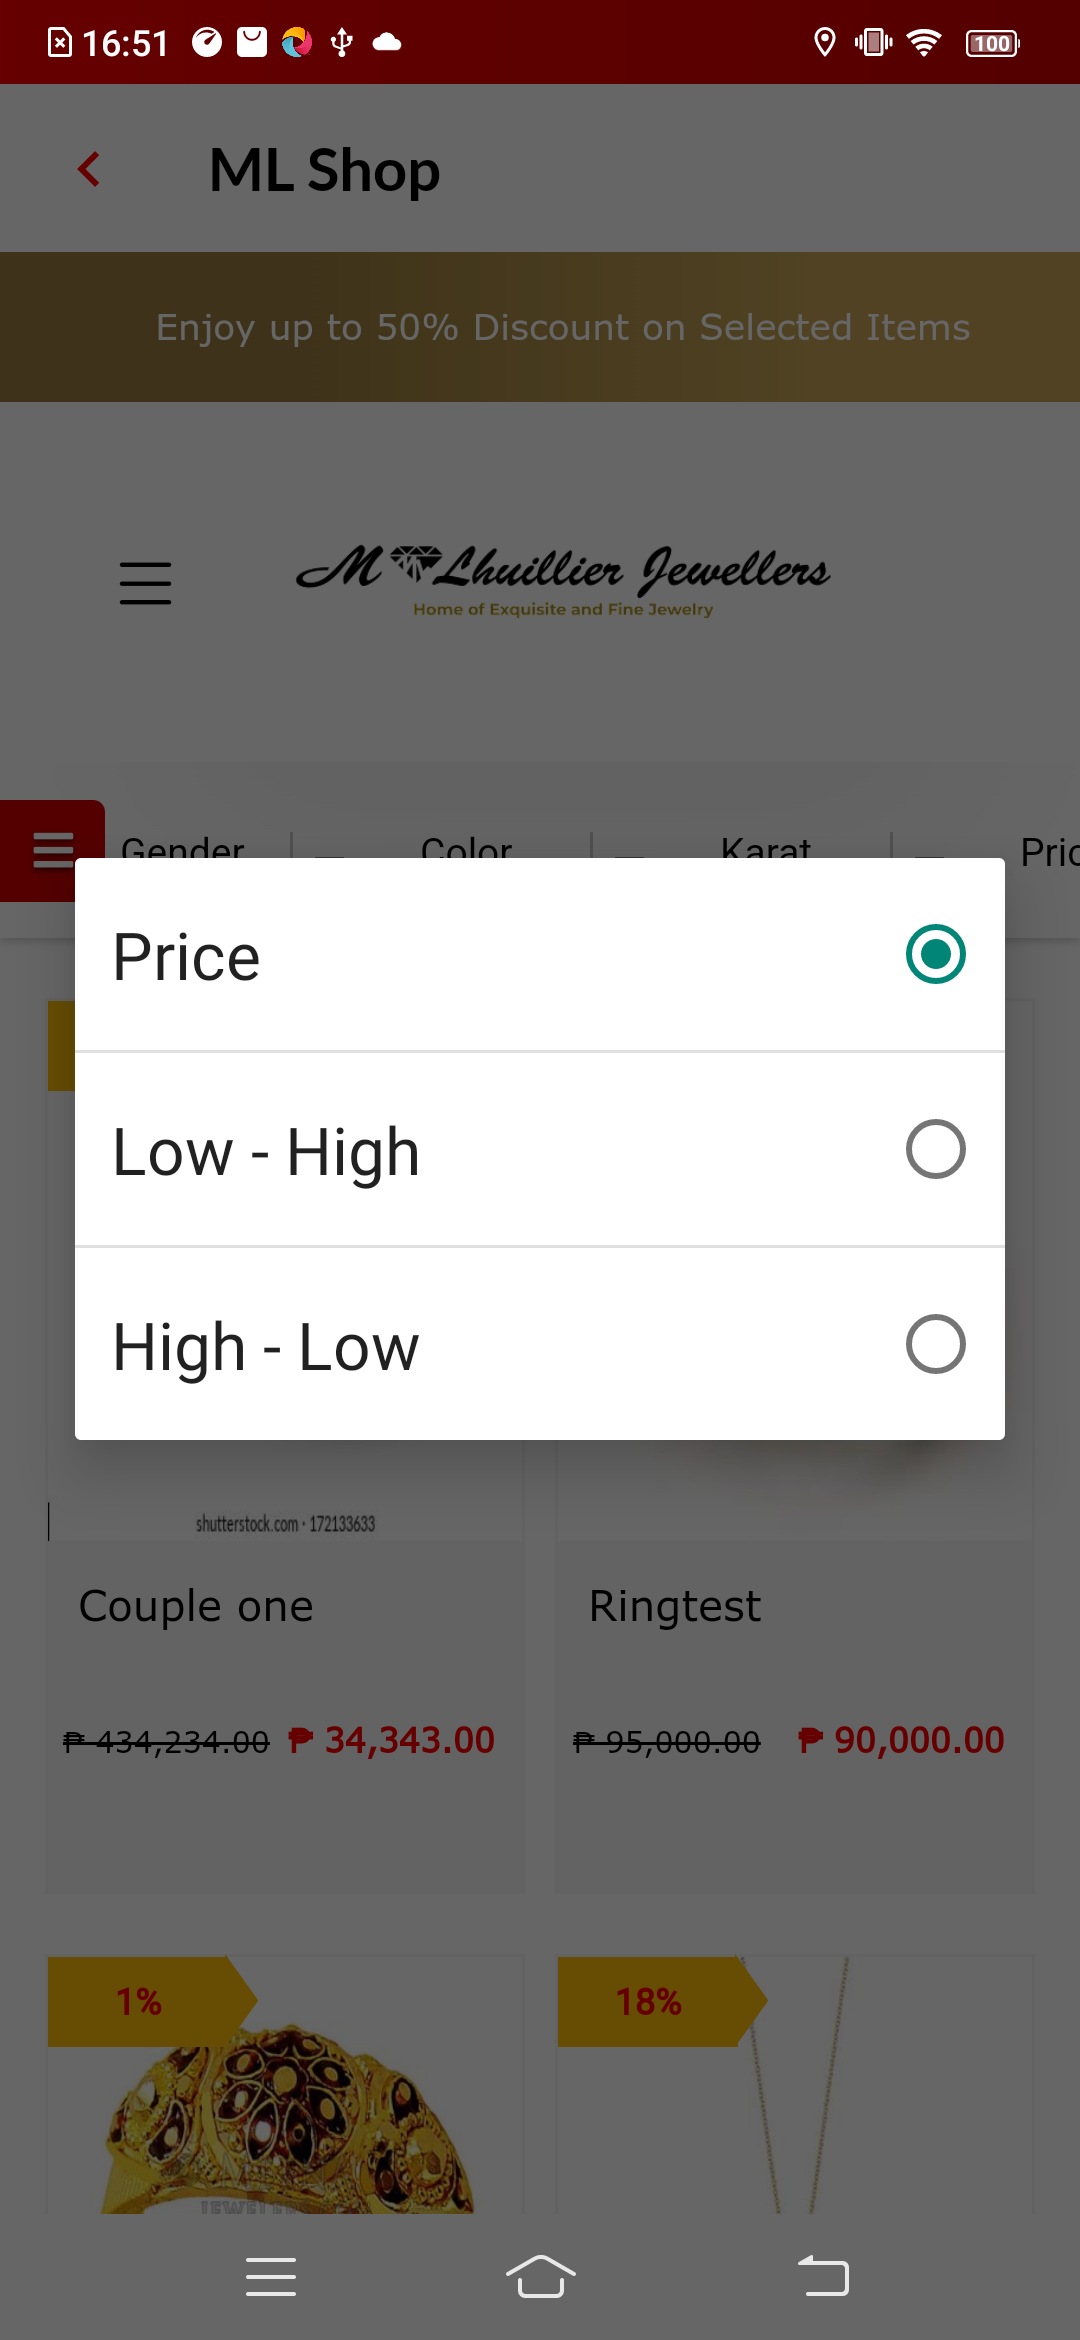 16:51
100
ML Shop
Enjoy up to 50% Discount on Selected Items
M Lhuillier Jewellers
Home of Exquisite and Fine Jewelry
Gender Color Karat Pric
Price
Low - High
High - Low
shutterstock.com · 172133633
Couple one
Ringtest
₱ 434,234.00 ₱ 34,343.00
₱ 95,000.00 ₱ 90,000.00
1%
18%